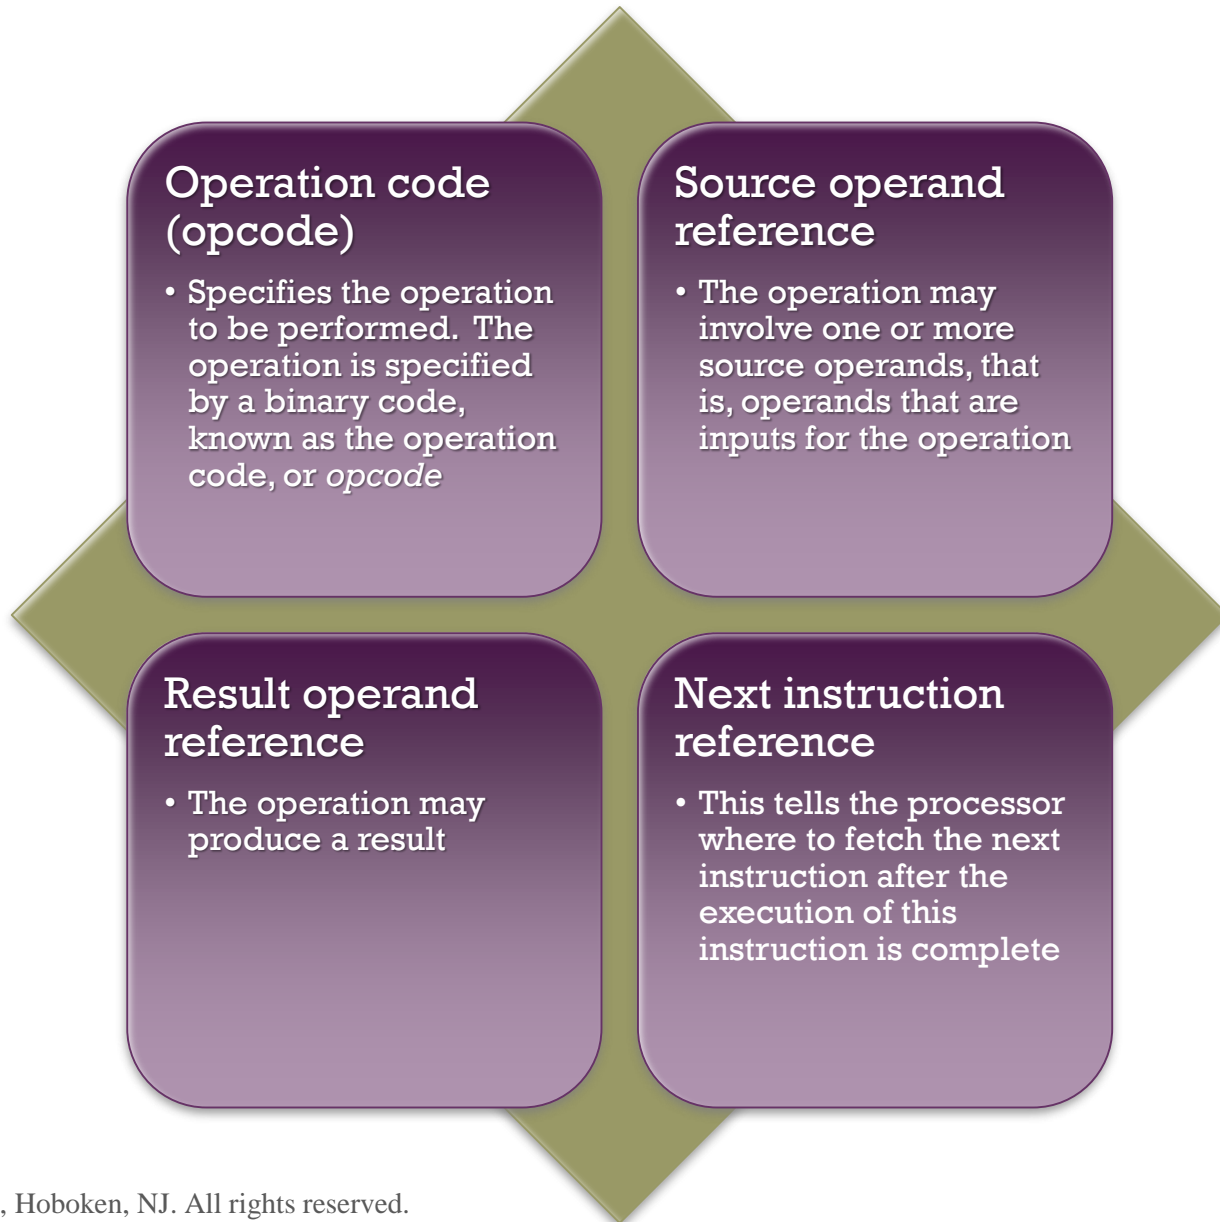 Operation code
(opcode)
• Specifies the operation
to be performed.  The
operation is specified
by a binary code,
known as the operation
code, or opcode
Source operand
reference
• The operation may
involve one or more
source operands, that
is, operands that are
inputs for the operation
Result operand
reference
• The operation may
produce a result
Next instruction
reference
• This tells the processor
where to fetch the next
instruction after the
execution of this
instruction is complete
, Hoboken, NJ. All rights reserved.